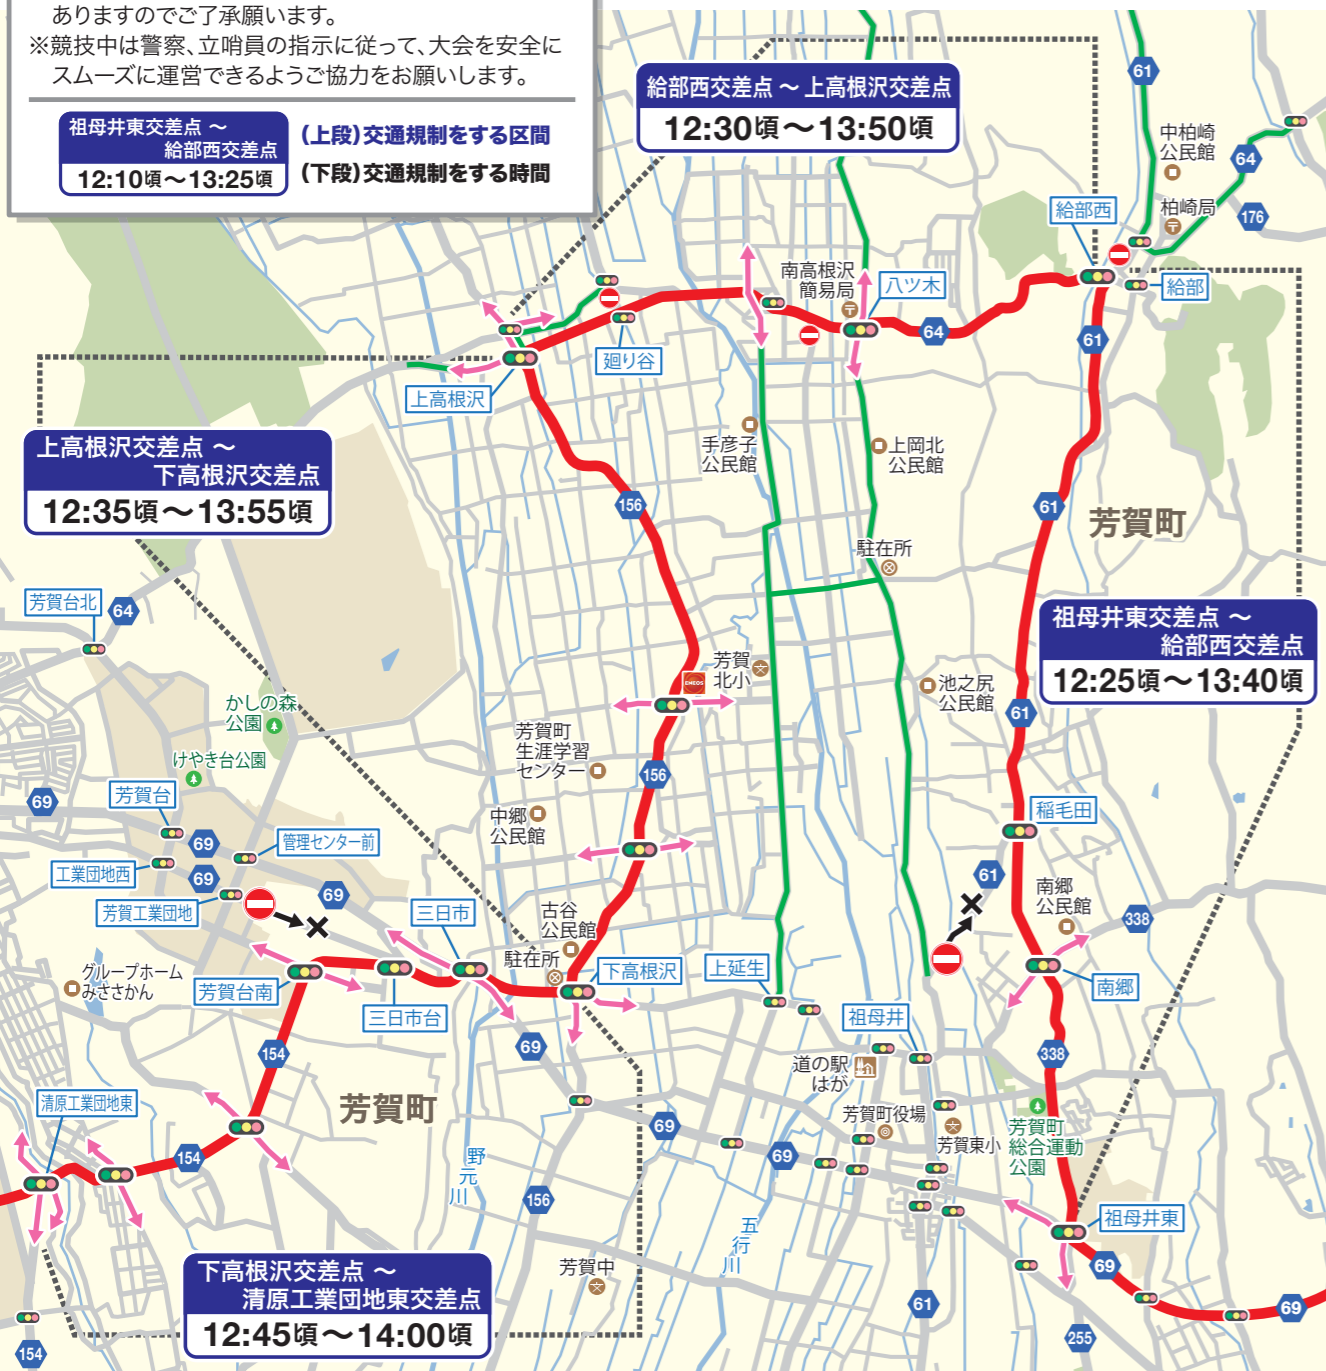 ありますのでご了承願います。
※競技中は警察、立哨員の指示に従って、大会を安全に
スムーズに運営できるようご協力をお願いします。
祖母井東交差点 ～
給部西交差点
12:10頃～13:25頃
(上段)交通規制をする区間
(下段)交通規制をする時間
給部西交差点 ～ 上高根沢交差点
12:30頃～13:50頃
61
中柏崎
公民館
64
柏崎局
176
給部西
給部
南高根沢
簡易局
八ツ木
64
61
廻り谷
上高根沢
上高根沢交差点 ～
下高根沢交差点
12:35頃～13:55頃
手彦子
公民館
上岡北
公民館
156
61
芳賀町
駐在所
芳賀台北
64
祖母井東交差点 ～
給部西交差点
12:25頃～13:40頃
かしの森
公園
芳賀
北小
ENEOS
池之尻
公民館
61
けやき台公園
芳賀町
生涯学習
センター
156
69
芳賀台
中郷
公民館
稲毛田
69
管理センター前
工業団地西
69
61
南郷
公民館
芳賀工業団地
69
三日市
古谷
公民館
338
駐在所
下高根沢
上延生
グループホーム
みささかん
芳賀台南
三日市台
南郷
祖母井
69
154
338
道の駅
はが
清原工業団地東
芳賀町
芳賀町役場
芳賀東小
芳賀町
総合運動
公園
69
69
154
野元川
156
五行川
祖母井東
69
下高根沢交差点 ～
清原工業団地東交差点
12:45頃～14:00頃
芳賀中
61
69
255
154